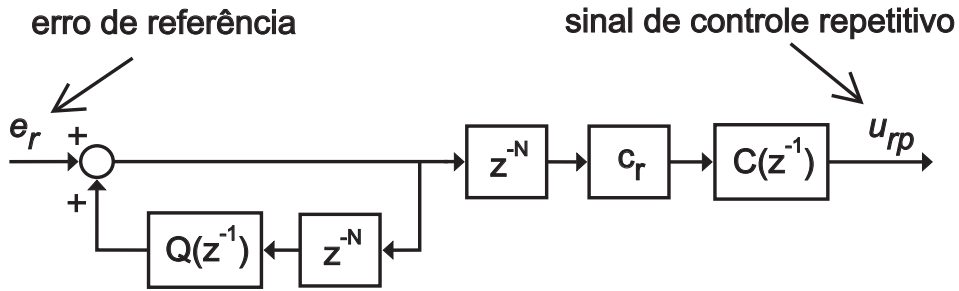 erro de referência
sinal de controle repetitivo
e_r
+
z^-N
c_r
C(z^-1)
u_rp
+
Q(z^-1)
z^-N